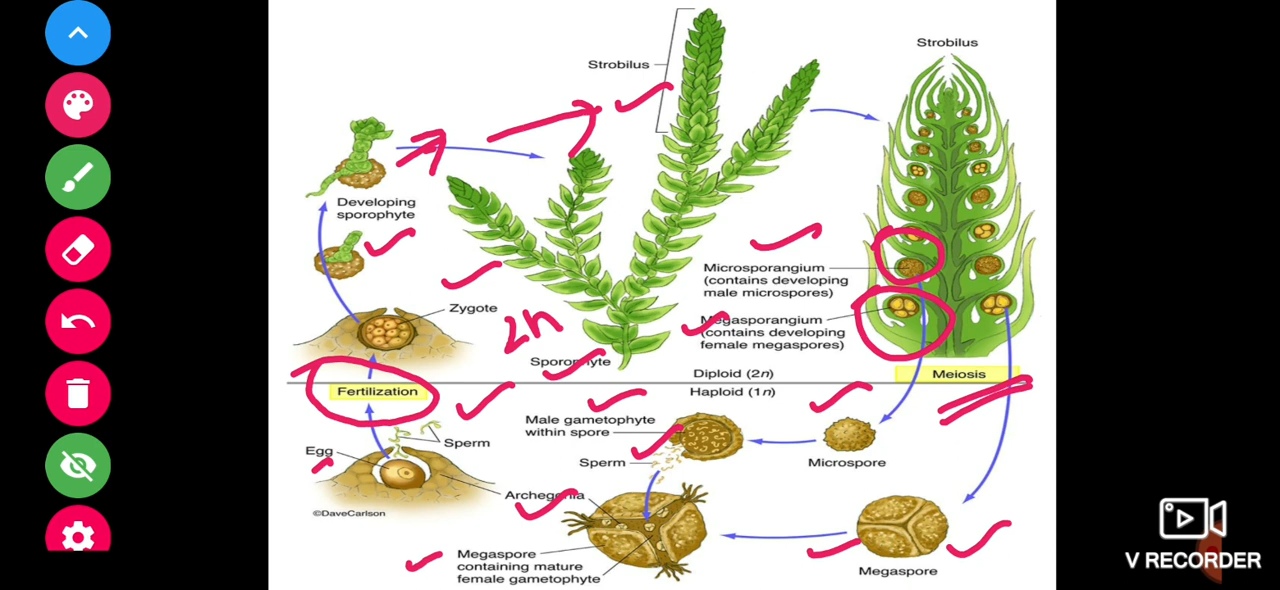 Strobilus
Strobilus
Developing
sporophyte
Microsporangium
(contains developing
male microspores)
Zygote
Megasporangium
(contains developing
female megaspores)
2n
Sporophyte
Diploid (2n)
Meiosis
Fertilization
Haploid (1n)
Male gametophyte
within spore
Sperm
Egg
Sperm
Microspore
Archegonia
©DaveCarlson
Megaspore
containing mature
female gametophyte
Megaspore
V RECORDER